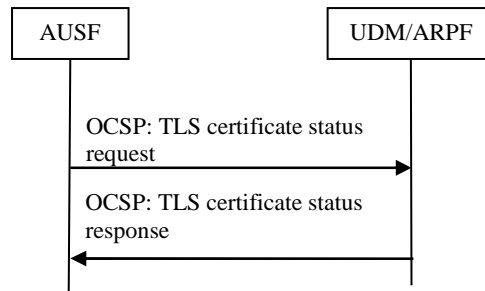 AUSF
UDM/ARPF
OCSP: TLS certificate status
request
OCSP: TLS certificate status
response